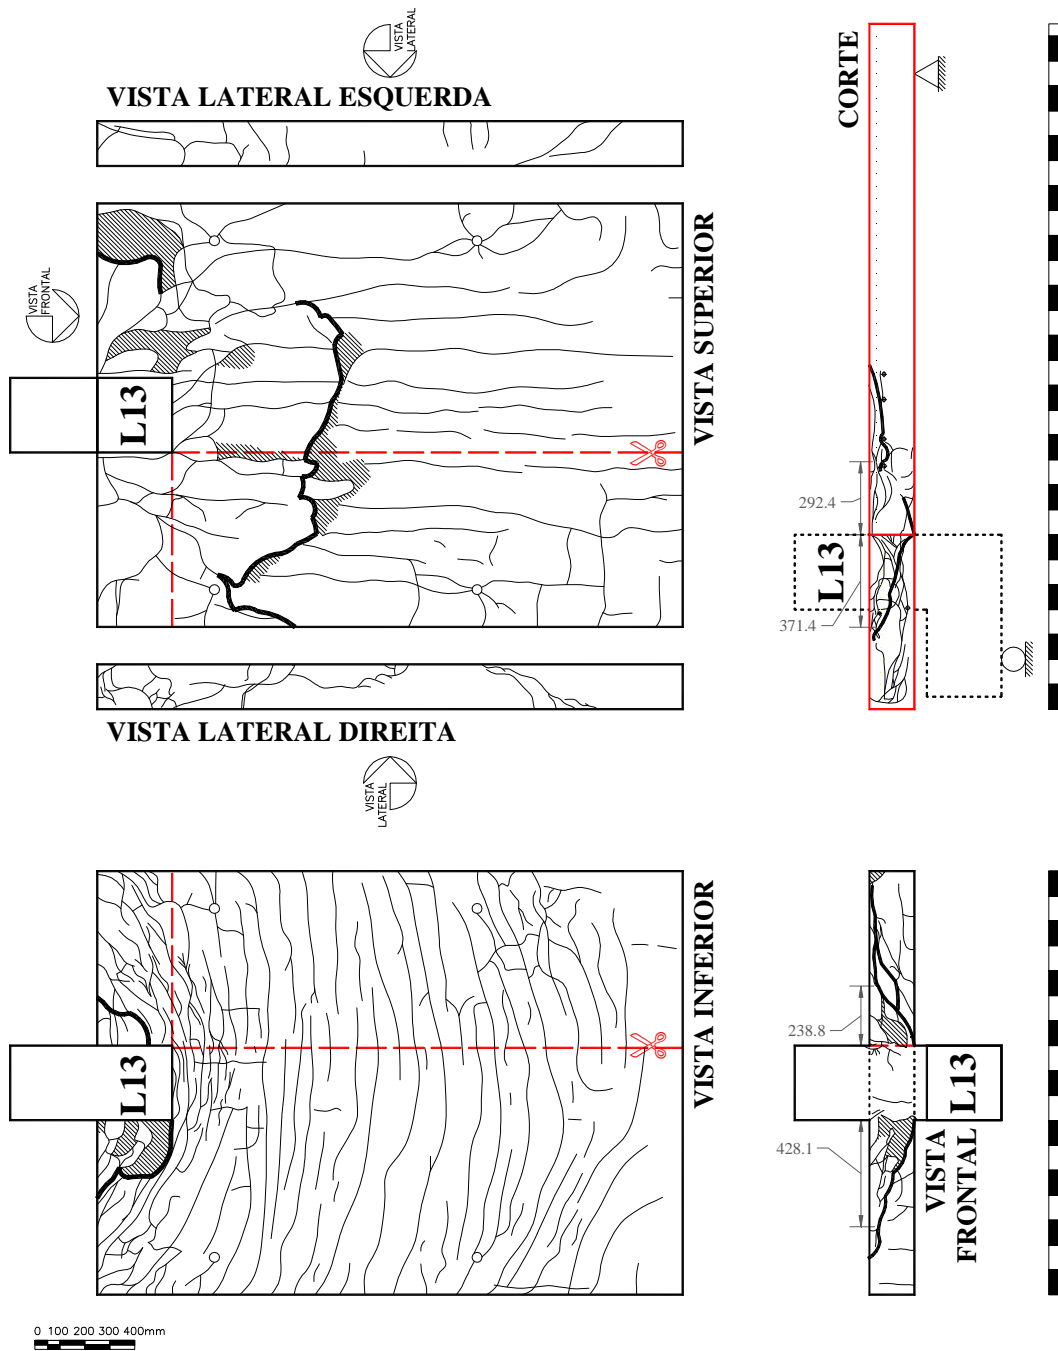 VISTA
LATERAL
VISTA LATERAL ESQUERDA
CORTE
VISTA
FRONTAL
L13
VISTA SUPERIOR
292.4
L13
371.4
VISTA LATERAL DIREITA
VISTA
LATERAL
L13
VISTA INFERIOR
238.8
L13
428.1
VISTA
FRONTAL
0 100 200 300 400mm